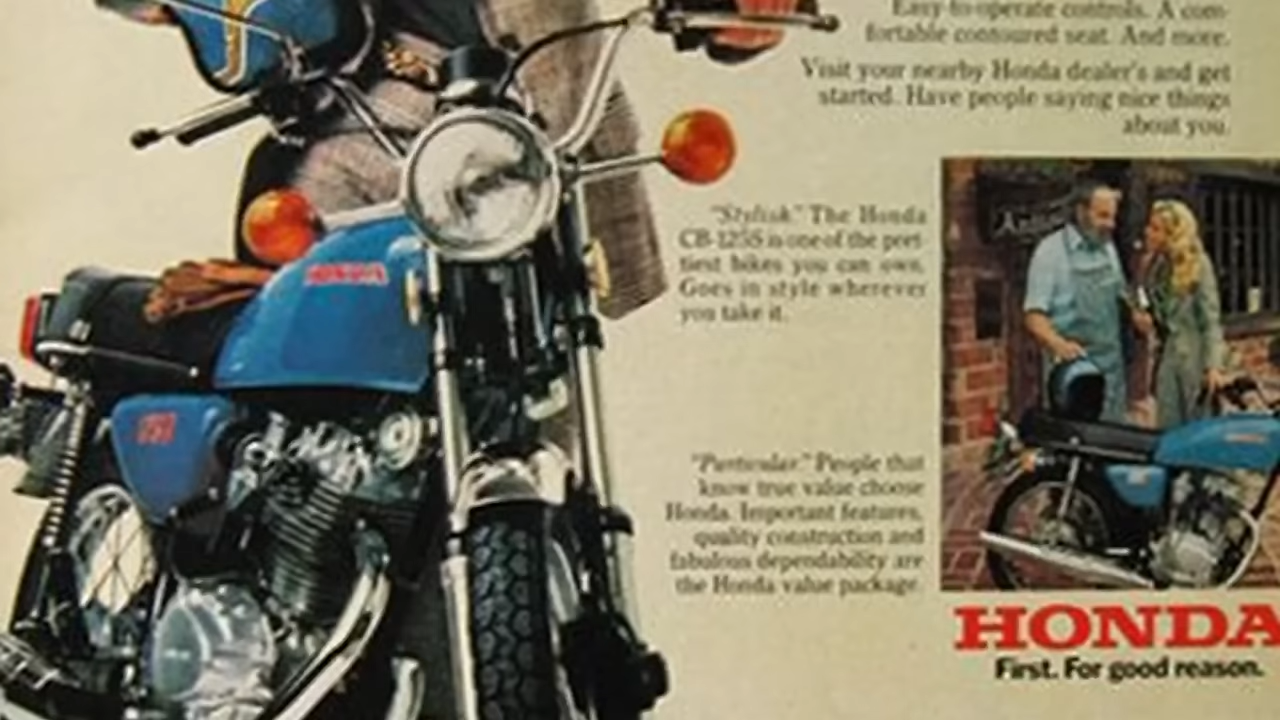 Easy-to-operate controls. A com-
fortable contoured seat. And more.
Visit your nearby Honda dealer's and get
started. Have people saying nice things
about you.
"Stylish." The Honda
CB-125S is one of the pret-
tiest bikes you can own.
Goes in style wherever
you take it.
HONDA
"Particular." People that
know true value choose
Honda. Important features,
quality construction and
fabulous dependability are
the Honda value package.
HONDA
First. For good reason.